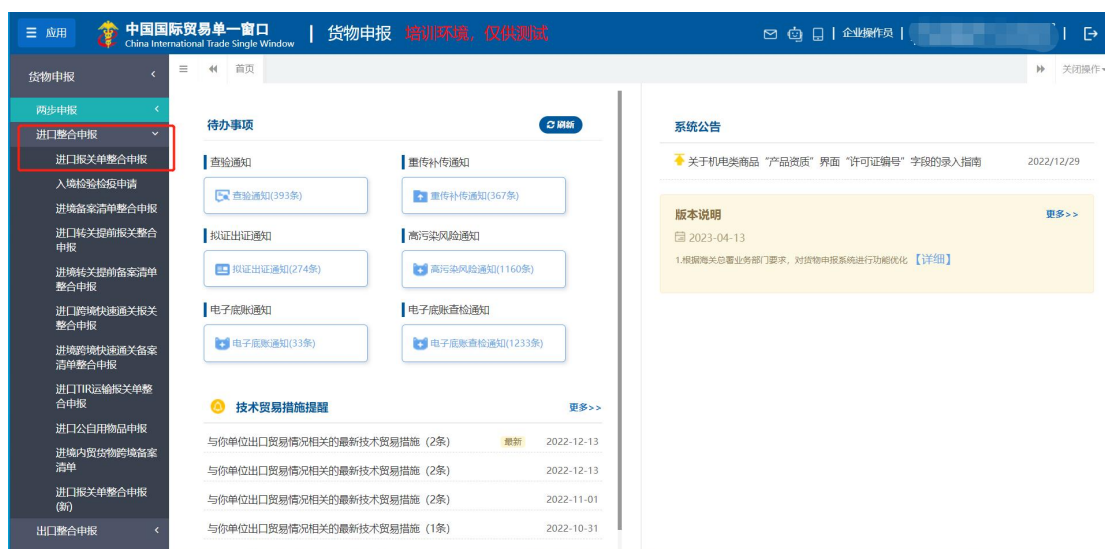 应用
中国国际贸易单一窗口
China International Trade Single Window
货物申报
培训环境，仅供测试
企业操作员
货物申报
首页
关闭操作
两步申报
进口整合申报
进口报关单整合申报
入境检验检疫申请
进境备案清单整合申报
进口转关提前报关整合
申报
进境转关提前备案清单
整合申报
进口跨境快速通关报关
整合申报
进境跨境快速通关备案
清单整合申报
进口TIR运输报关单整
合申报
进口公自用物品申报
进境内贸货物跨境备案
清单
进口报关单整合申报
(新)
出口整合申报
待办事项
刷新
查验通知
重传补传通知
查验通知(393条)
重传补传通知(367条)
拟证出证通知
高污染风险通知
拟证出证通知(274条)
高污染风险通知(1160条)
电子底账通知
电子底账查检通知
电子底账通知(33条)
电子底账查检通知(1233条)
技术贸易措施提醒
更多>>
与你单位出口贸易情况相关的最新技术贸易措施（2条） 最新 2022-12-13
与你单位出口贸易情况相关的最新技术贸易措施（2条） 2022-12-13
与你单位出口贸易情况相关的最新技术贸易措施（2条） 2022-11-01
与你单位出口贸易情况相关的最新技术贸易措施（1条） 2022-10-31
系统公告
关于机电类商品“产品资质”界面“许可证编号”字段的录入指南 2022/12/29
版本说明
更多>>
2023-04-13
1.根据海关总署业务部门要求，对货物申报系统进行功能优化 【详细】